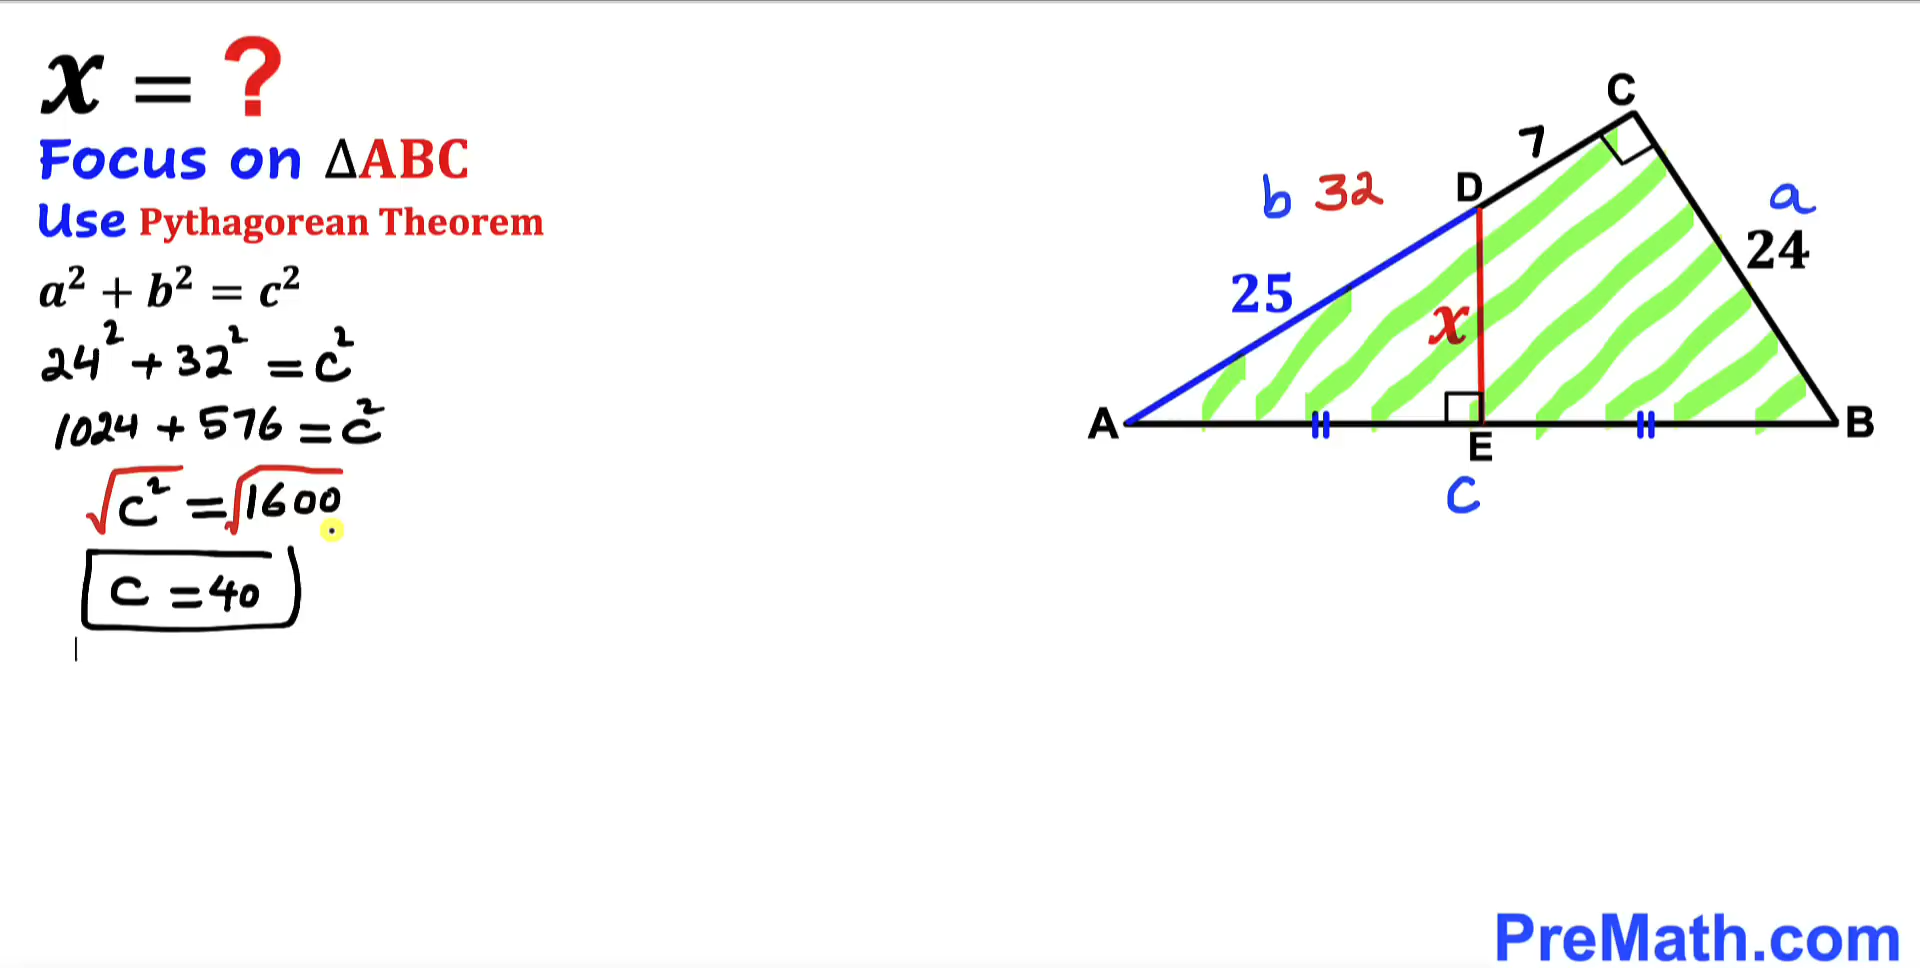 x = ?
Focus on ΔABC
Use Pythagorean Theorem
a² + b² = c²
24² + 32² = c²
1024 + 576 = c²
√c² = √1600
c = 40
C
7
D
b 32
a
24
25
x
A
E
B
c
PreMath.com